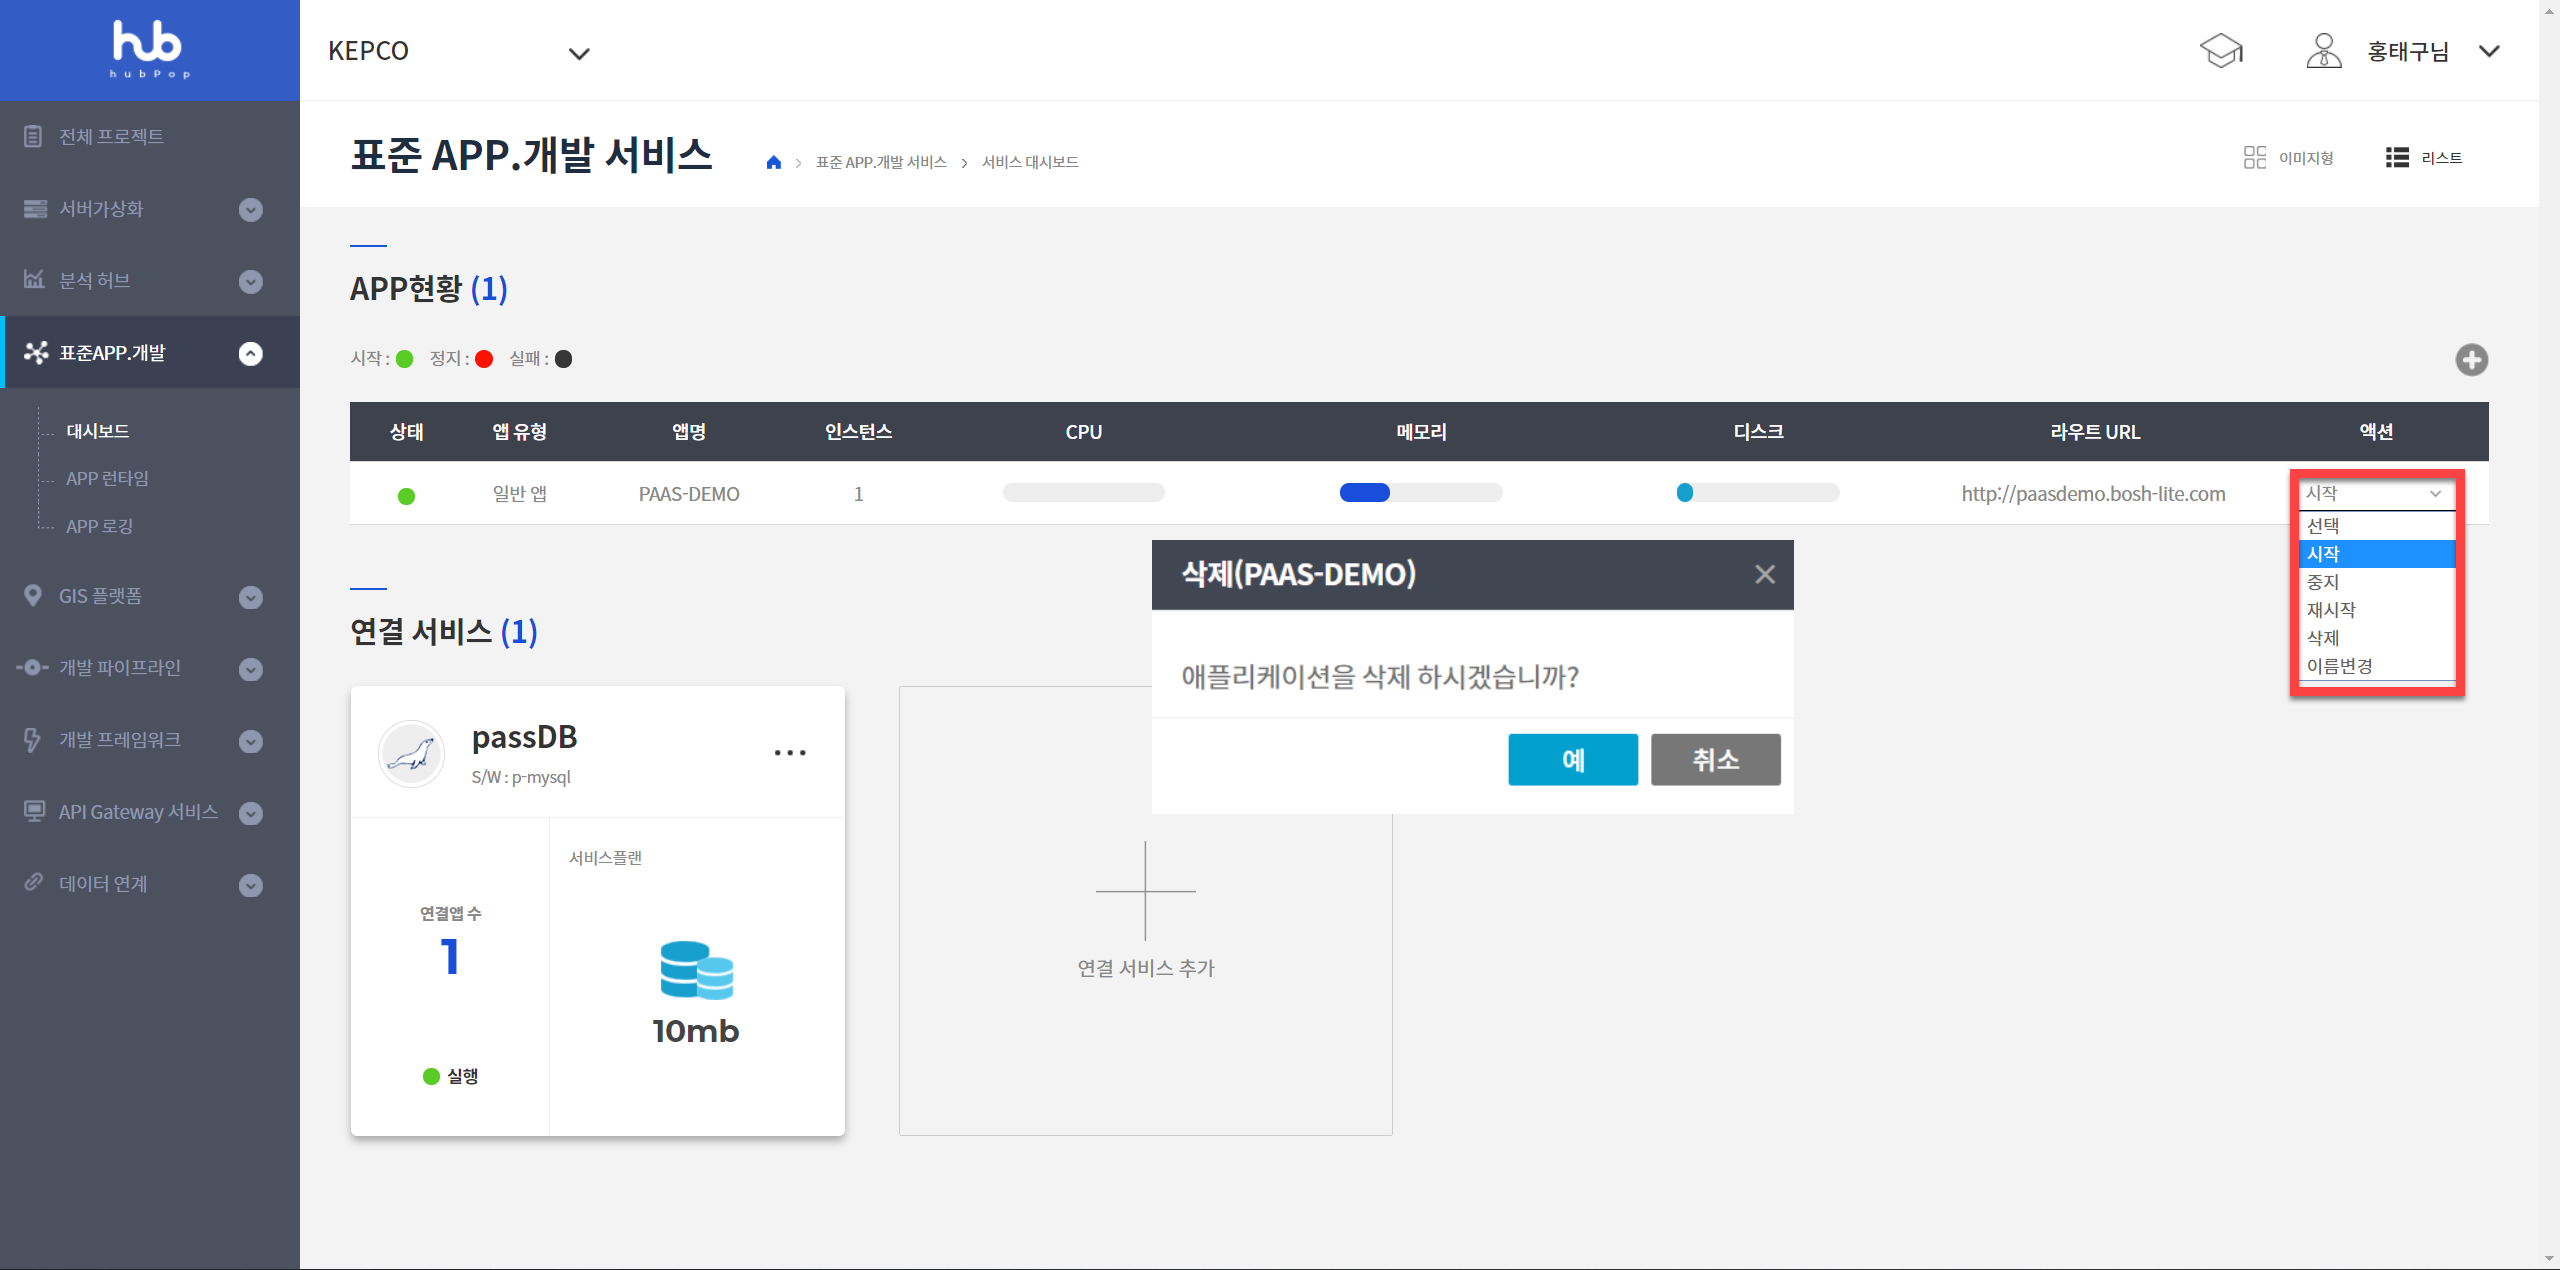 hub
hubPop
KEPCO
홍태구님
전체 프로젝트
서버가상화
분석 허브
표준APP.개발
대시보드
APP 런타임
APP 로깅
GIS 플랫폼
개발 파이프라인
개발 프레임워크
API Gateway 서비스
데이터 연계
표준 APP.개발 서비스
표준 APP.개발 서비스 > 서비스 대시보드
이미지형
리스트
APP현황 (1)
시작 : 정지 : 실패 :
상태 앱 유형 앱명 인스턴스 CPU 메모리 디스크 라우트 URL 액션
일반 앱 PAAS-DEMO 1 http://paasdemo.bosh-lite.com 시작
선택
시작
중지
재시작
삭제
이름변경
삭제(PAAS-DEMO)
애플리케이션을 삭제 하시겠습니까?
예 취소
연결 서비스 (1)
passDB
S/W : p-mysql
연결앱 수
1
실행
서비스플랜
10mb
연결 서비스 추가